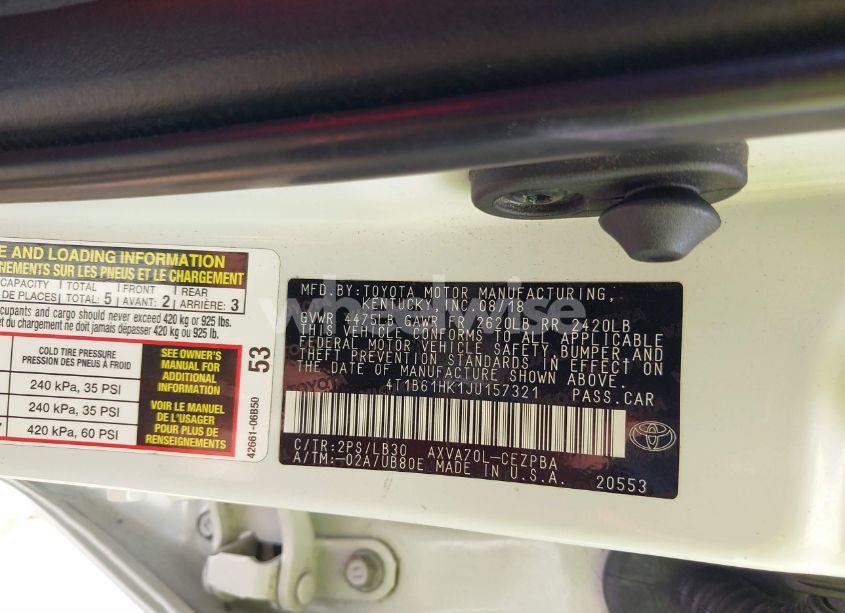 E AND LOADING INFORMATION
GNEMENTS SUR LES PNEUS ET LE CHARGEMENT
CAPACITY TOTAL FRONT REAR
DE PLACES TOTAL 5 AVANT: 2 ARRIÈRE 3
cupants and cargo should never exceed 420 kg or 925 lbs.
t du chargement ne doit jamais dépasser 420 kg ou 925 lb.
COLD TIRE PRESSURE
PRESSION DES PNEUS À FROID
240 kPa, 35 PSI
240 kPa, 35 PSI
420 kPa, 60 PSI
SEE OWNER'S
MANUAL FOR
ADDITIONAL
INFORMATION
VOIR LE MANUEL
DE L'USAGER
POUR PLUS DE
RENSEIGNEMENTS
53
42661-06B50
MFD.BY:TOYOTA MOTOR MANUFACTURING,
KENTUCKY, INC 08/18
GVWR 4475LB GAWR FR 2620LB RR 2420LB
THIS VEHICLE CONFORMS TO ALL APPLICABLE
FEDERAL MOTOR VEHICLE SAFETY, BUMPER, AND
THEFT PREVENTION STANDARDS IN EFFECT ON
THE DATE OF MANUFACTURE SHOWN ABOVE.
4T1B61HK1JU157321 PASS.CAR
C/TR:2PS/LB30 AXVA70L-CEZPBA
A/TM:-02A/UB80E MADE IN U.S.A.
20553
wheelwise